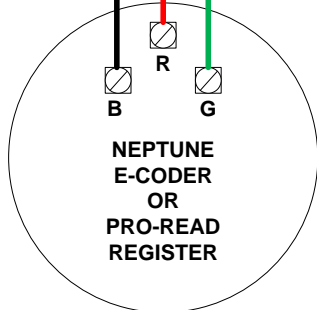 R
B G
NEPTUNE
E-CODER
OR
PRO-READ
REGISTER